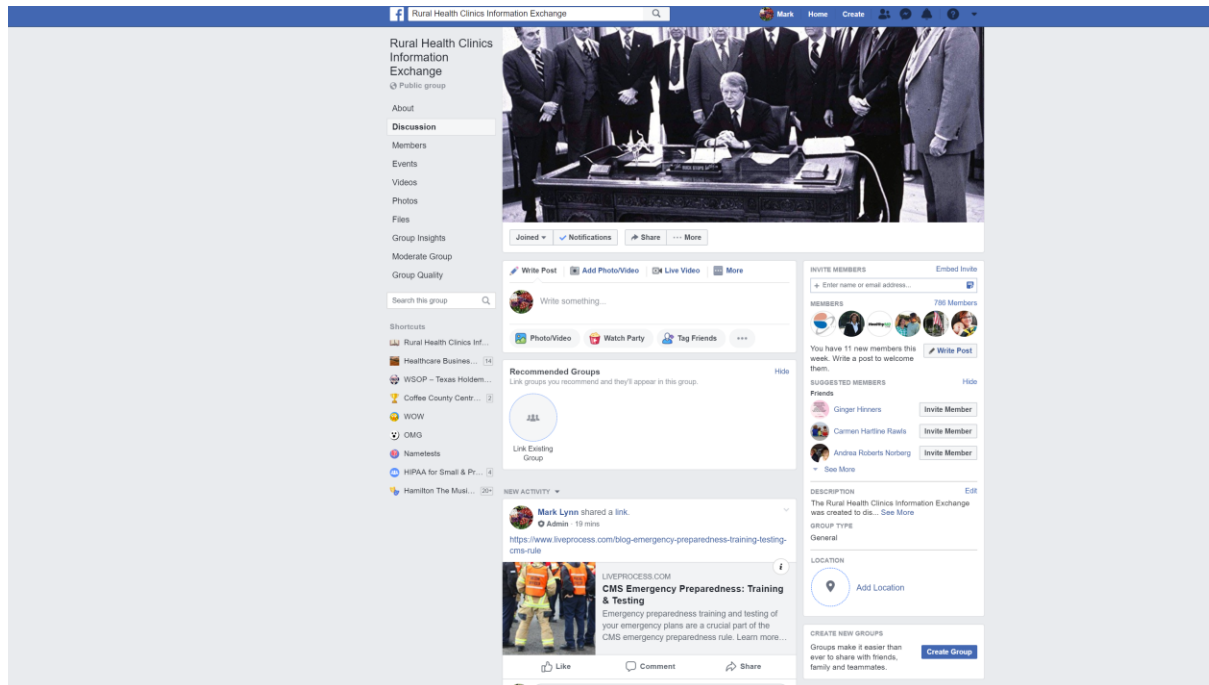 Rural Health Clinics Information Exchange
Mark Home Create
Rural Health Clinics
Information
Exchange
Public group
About
Discussion
Members
Events
Videos
Photos
Files
Group Insights
Moderate Group
Group Quality
Search this group
Shortcuts
Rural Health Clinics Inf...
Healthcare Busines... 14
WSOP – Texas Holdem...
Coffee County Centr... 2
WOW
OMG
Nametests
HIPAA for Small & Pr... 4
Hamilton The Musi... 20+
Joined Notifications Share ··· More
Write Post Add Photo/Video Live Video More
Write something...
Photo/Video Watch Party Tag Friends ···
Recommended Groups Hide
Link groups you recommend and they'll appear in this group.
Link Existing
Group
NEW ACTIVITY
Mark Lynn shared a link.
Admin · 19 mins
https://www.liveprocess.com/blog-emergency-preparedness-training-testing-
cms-rule
LIVEPROCESS.COM
CMS Emergency Preparedness: Training
& Testing
Emergency preparedness training and testing of
your emergency plans are a crucial part of the
CMS emergency preparedness rule. Learn more...
Like Comment Share
INVITE MEMBERS Embed Invite
+ Enter name or email address...
MEMBERS 786 Members
You have 11 new members this
week. Write a post to welcome
them.
Write Post
SUGGESTED MEMBERS Hide
Friends
Ginger Hinners Invite Member
Carmen Hartline Rawls Invite Member
Andrea Roberts Norberg Invite Member
See More
DESCRIPTION Edit
The Rural Health Clinics Information Exchange
was created to dis... See More
GROUP TYPE
General
LOCATION
Add Location
CREATE NEW GROUPS
Groups make it easier than
ever to share with friends,
family and teammates.
Create Group